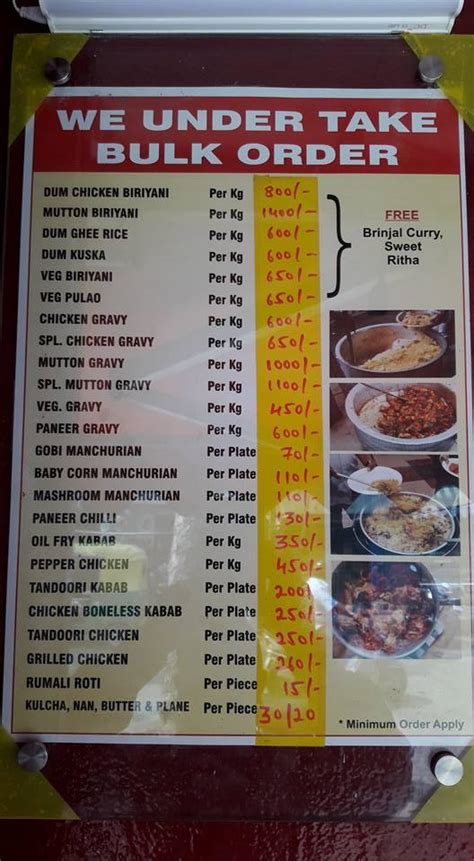 WE UNDER TAKE
BULK ORDER
DUM CHICKEN BIRIYANI Per Kg 800/-
MUTTON BIRIYANI Per Kg 1400/-
DUM GHEE RICE Per Kg 600/-
DUM KUSKA Per Kg 600/-
VEG BIRIYANI Per Kg 650/-
VEG PULAO Per Kg 650/-
FREE
Brinjal Curry,
Sweet
Ritha
CHICKEN GRAVY Per Kg 600/-
SPL. CHICKEN GRAVY Per Kg 650/-
MUTTON GRAVY Per Kg 1000/-
SPL. MUTTON GRAVY Per Kg 1100/-
VEG. GRAVY Per Kg 450/-
PANEER GRAVY Per Kg 600/-
GOBI MANCHURIAN Per Plate 70/-
BABY CORN MANCHURIAN Per Plate 110/-
MASHROOM MANCHURIAN Per Plate 110/-
PANEER CHILLI Per Plate 130/-
OIL FRY KABAB Per Kg 350/-
PEPPER CHICKEN Per Kg 450/-
TANDOORI KABAB Per Plate 200/-
CHICKEN BONELESS KABAB Per Plate 250/-
TANDOORI CHICKEN Per Plate 250/-
GRILLED CHICKEN Per Plate 260/-
RUMALI ROTI Per Piece 15/-
KULCHA, NAN, BUTTER & PLANE Per Piece 30/20
* Minimum Order Apply